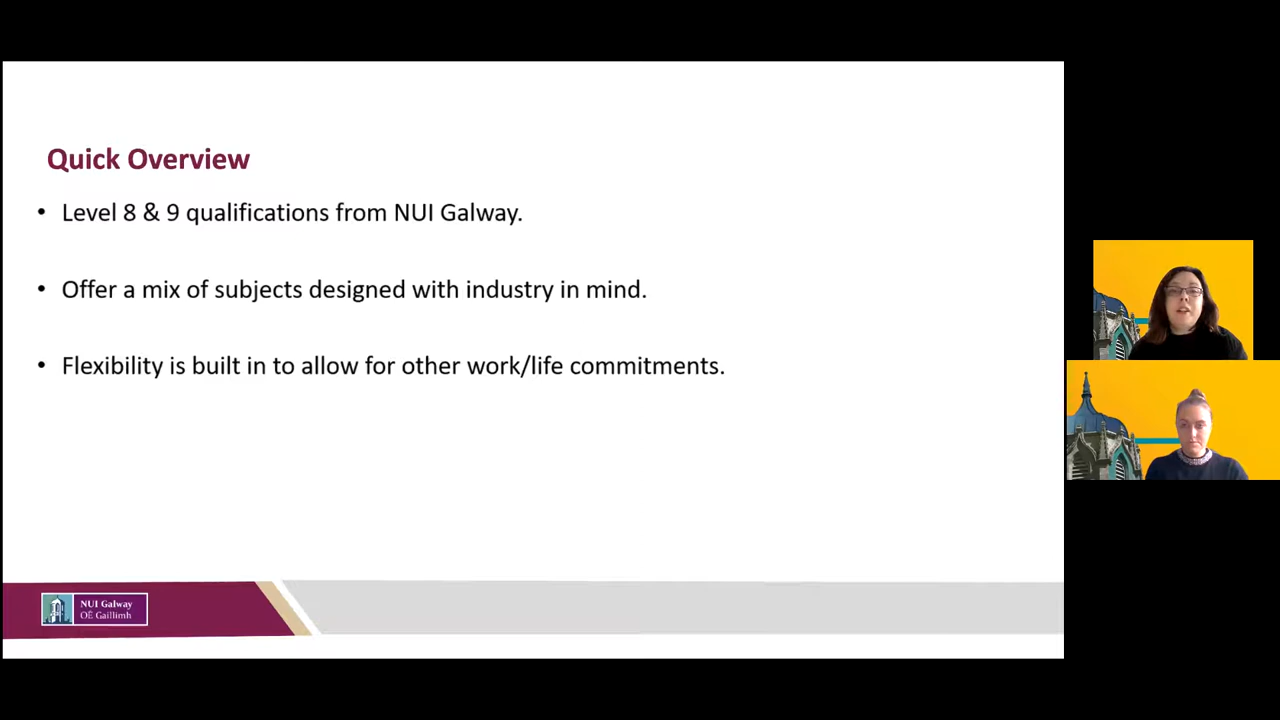 Quick Overview
• Level 8 & 9 qualifications from NUI Galway.
• Offer a mix of subjects designed with industry in mind.
• Flexibility is built in to allow for other work/life commitments.
NUI Galway
OÉ Gaillimh